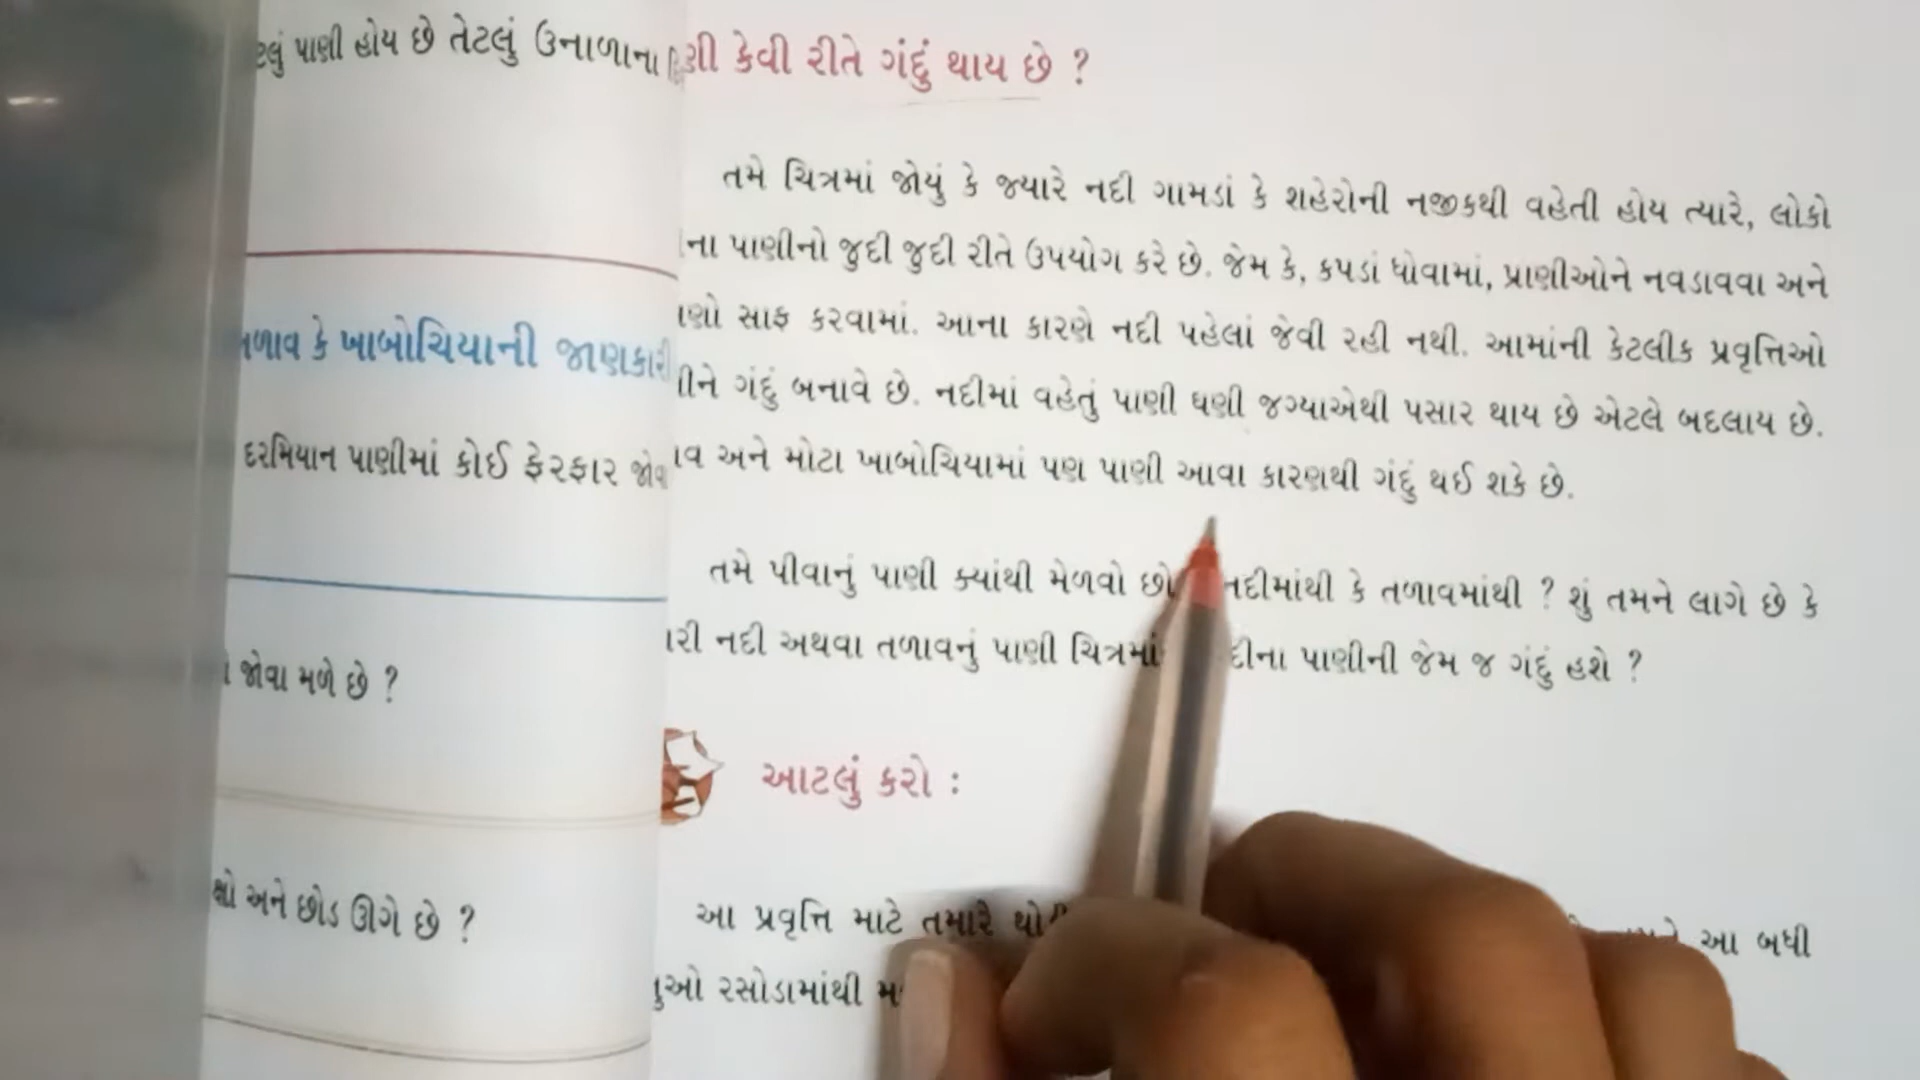 પાણી હોય છે તેટલું ઉનાળાના
તળાવ કે ખાબોચિયાની જાણકારી
દરમિયાન પાણીમાં કોઈ ફેરફાર
જોવા મળે છે ?
અને છોડ ઊગે છે ?
કેવી રીતે ગંદું થાય છે ?
તમે ચિત્રમાં જોયું કે જ્યારે નદી ગામડાં કે શહેરોની નજીકથી વહેતી હોય ત્યારે, લોકો
ના પાણીનો જુદી જુદી રીતે ઉપયોગ કરે છે. જેમ કે, કપડાં ધોવામાં, પ્રાણીઓને નવડાવવા અને
ણો સાફ કરવામાં. આના કારણે નદી પહેલાં જેવી રહી નથી. આમાંની કેટલીક પ્રવૃત્તિઓ
ીને ગંદું બનાવે છે. નદીમાં વહેતું પાણી ઘણી જગ્યાએથી પસાર થાય છે એટલે બદલાય છે.
ાવ અને મોટા ખાબોચિયામાં પણ પાણી આવા કારણથી ગંદું થઈ શકે છે.
તમે પીવાનું પાણી ક્યાંથી મેળવો છો નદીમાંથી કે તળાવમાંથી ? શું તમને લાગે છે કે
ારી નદી અથવા તળાવનું પાણી ચિત્રમાં દીના પાણીની જેમ જ ગંદું હશે ?
આટલું કરો :
આ પ્રવૃત્તિ માટે તમારે આ બધી
તુઓ રસોડામાંથી